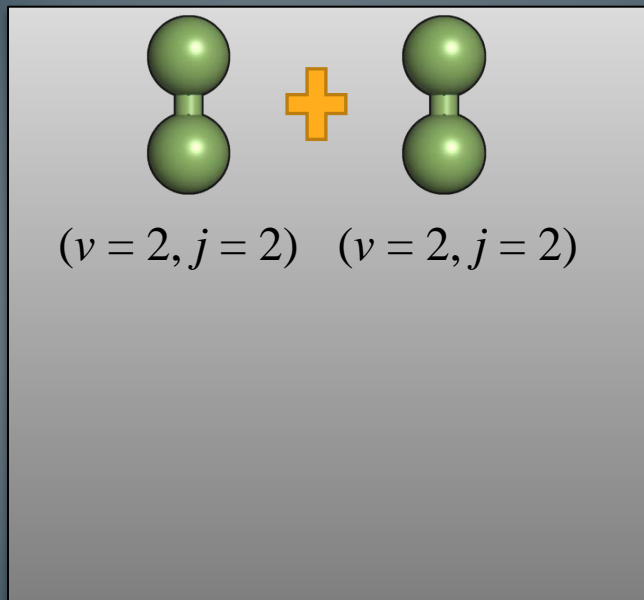 (v = 2, j = 2) (v = 2, j = 2)